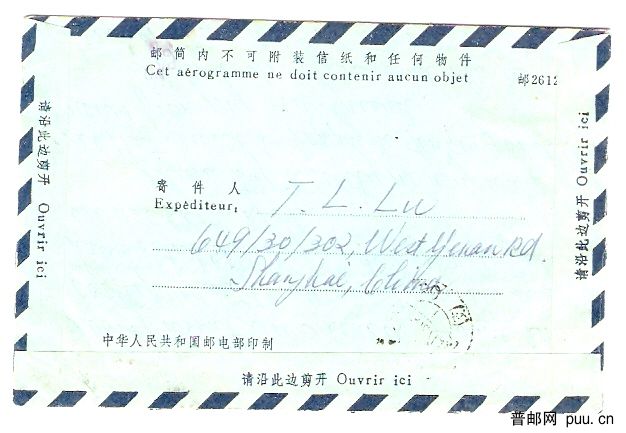 邮简内不可附装信纸和任何物件
Cet aérogramme ne doit contenir aucun objet
邮2612
请沿此边剪开 Ouvrir ici
寄件人
Expéditeur:
T. L. Lu
649/30/302, West Yenan Rd.
Shanghai, China
中华人民共和国邮电部印制
请沿此边剪开 Ouvrir ici
请沿此边剪开 Ouvrir ici
普邮网 puu.cn